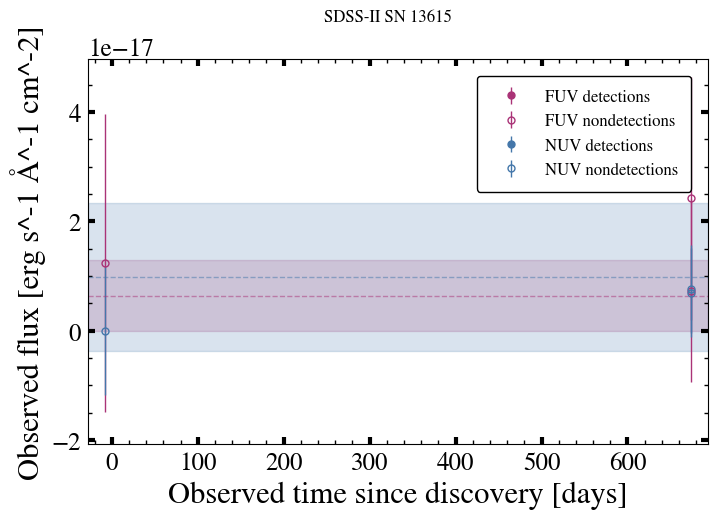 SDSS-II SN 13615
1e−17
Observed flux [erg s^-1 Å^-1 cm^-2]
4
2
0
−2
FUV detections
FUV nondetections
NUV detections
NUV nondetections
0 100 200 300 400 500 600
Observed time since discovery [days]